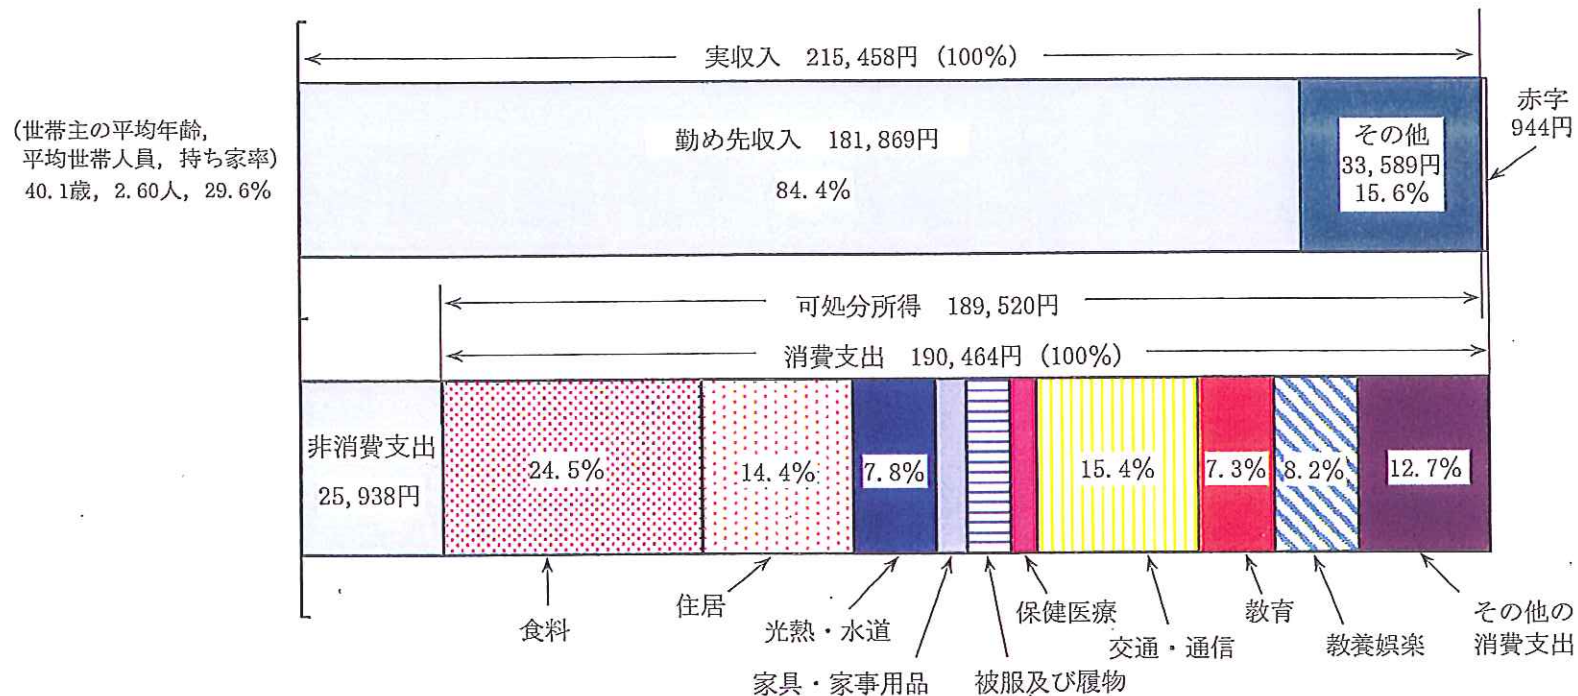 実収入 215,458円 (100%)
(世帯主の平均年齢,
平均世帯人員, 持ち家率)
40.1歳, 2.60人, 29.6%
勤め先収入 181,869円
84.4%
その他
33,589円
15.6%
赤字
944円
可処分所得 189,520円
消費支出 190,464円 (100%)
非消費支出
25,938円
24.5%
14.4%
7.8%
15.4%
7.3%
8.2%
12.7%
食料
住居
光熱・水道
家具・家事用品
被服及び履物
保健医療
交通・通信
教育
教養娯楽
その他の
消費支出